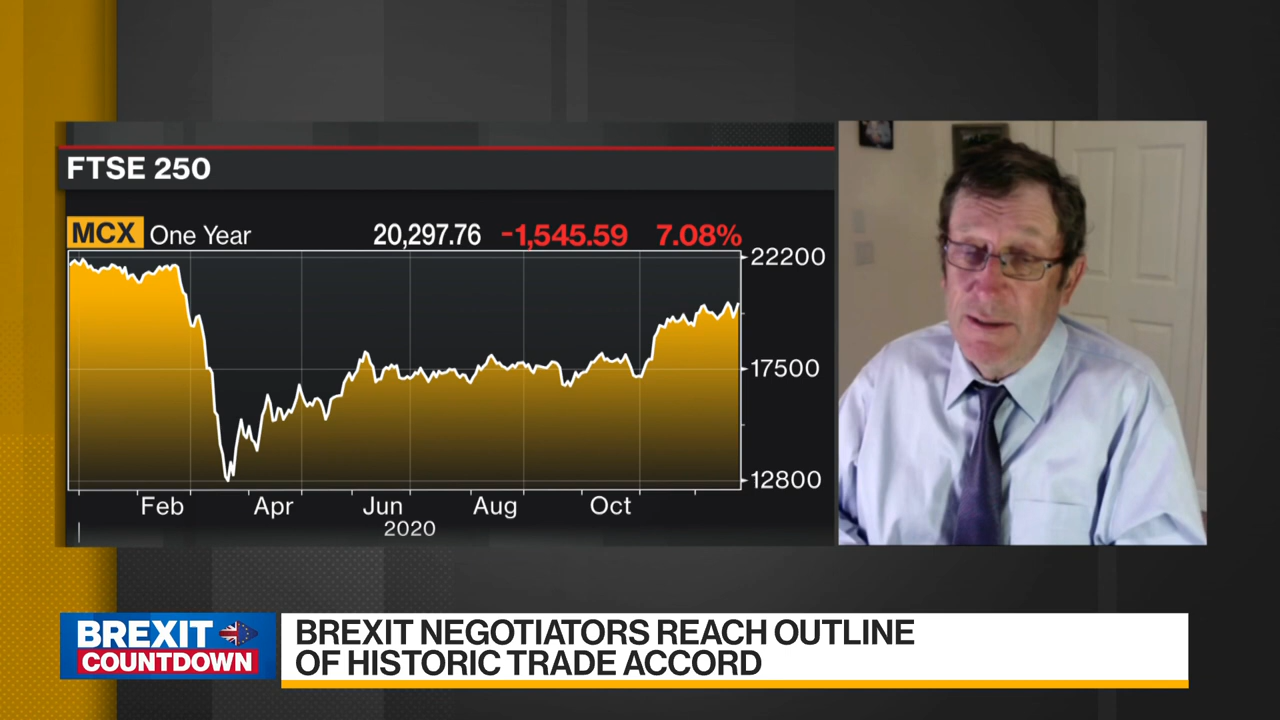 FTSE 250
MCX One Year 20,297.76 -1,545.59 7.08%
22200
17500
12800
Feb Apr Jun Aug Oct
2020
BREXIT
COUNTDOWN
BREXIT NEGOTIATORS REACH OUTLINE
OF HISTORIC TRADE ACCORD